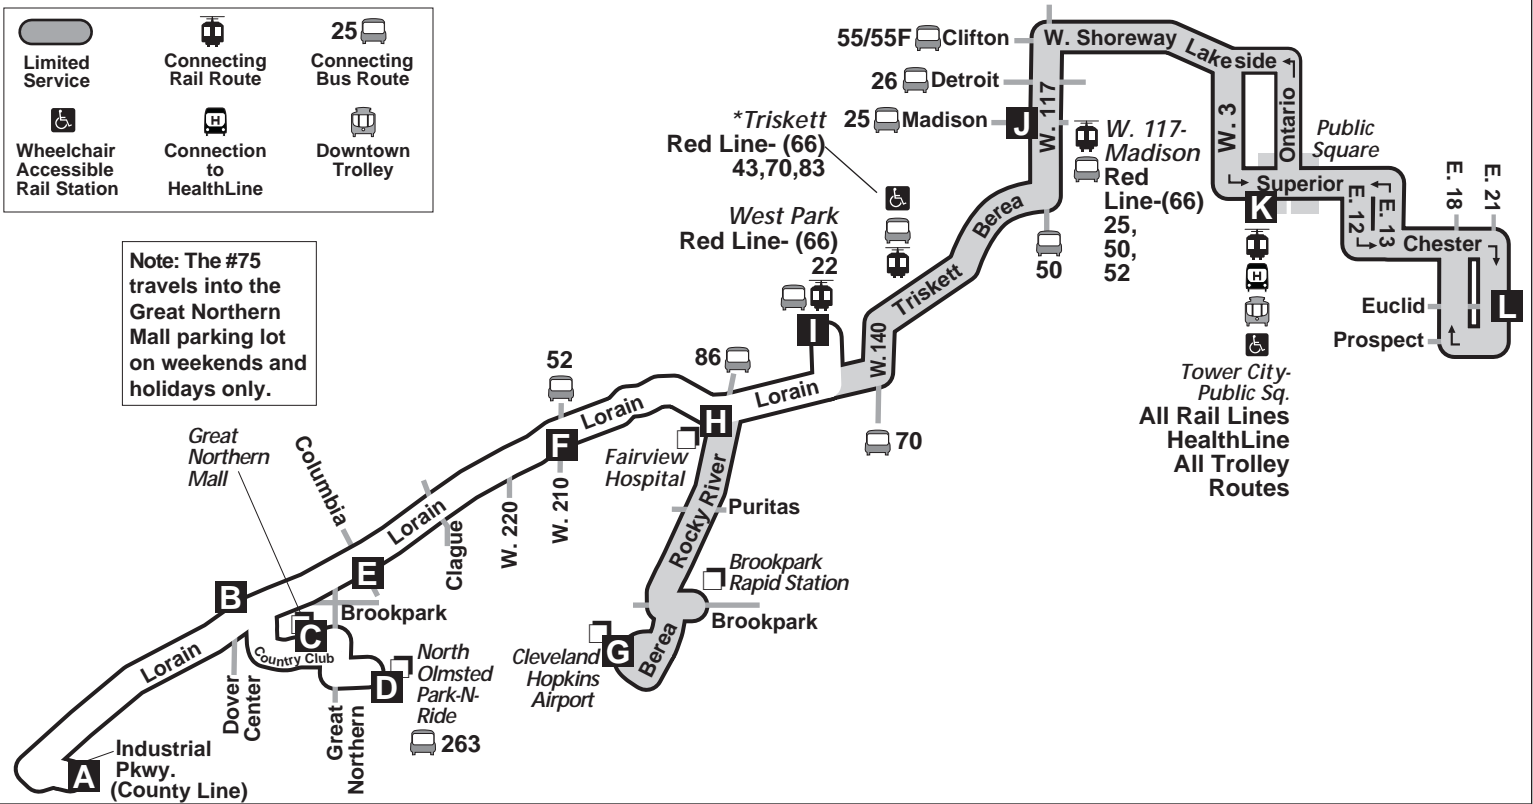 Limited
Service
Connecting
Rail Route
25
Connecting
Bus Route
Wheelchair
Accessible
Rail Station
H
Connection
to
HealthLine
Downtown
Trolley
Note: The #75
travels into the
Great Northern
Mall parking lot
on weekends and
holidays only.
55/55F Clifton
26 Detroit
25 Madison
*Triskett
Red Line- (66)
43,70,83
West Park
Red Line- (66)
22
W. Shoreway
Lakeside
W. 117
J
W. 117-
Madison
Red
Line-(66)
25,
50,
52
50
Berea
Triskett
W. 140
70
W. 3
Ontario
Public
Square
Superior
K
H
Tower City-
Public Sq.
All Rail Lines
HealthLine
All Trolley
Routes
E. 12
E. 13
E. 18
E. 21
Chester
Euclid
Prospect
L
I
Lorain
86
H
Fairview
Hospital
52
Lorain
F
W. 210
W. 220
Clague
Lorain
Columbia
E
Great
Northern
Mall
B
C
Brookpark
Country Club
D
North
Olmsted
Park-N-
Ride
263
Great
Northern
Dover
Center
Lorain
A
Industrial
Pkwy.
(County Line)
Rocky River
Puritas
Brookpark
Rapid Station
Brookpark
Berea
G
Cleveland
Hopkins
Airport